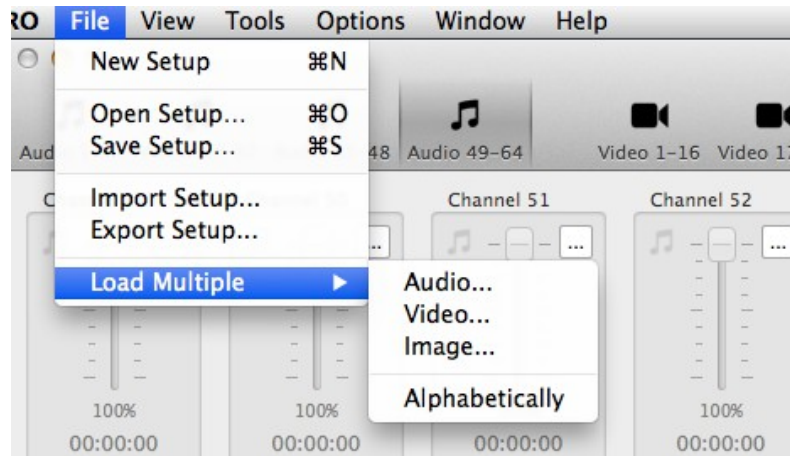 RO File View Tools Options Window Help
New Setup ⌘N
Open Setup... ⌘O
Save Setup... ⌘S
Import Setup...
Export Setup...
Load Multiple ▶
Audio...
Video...
Image...
Alphabetically
Aud 48 Audio 49-64 Video 1-16 Video 1
C Channel 51 Channel 52
... ... ...
100% 100% 100%
00:00:00 00:00:00 00:00:00 00:00:00